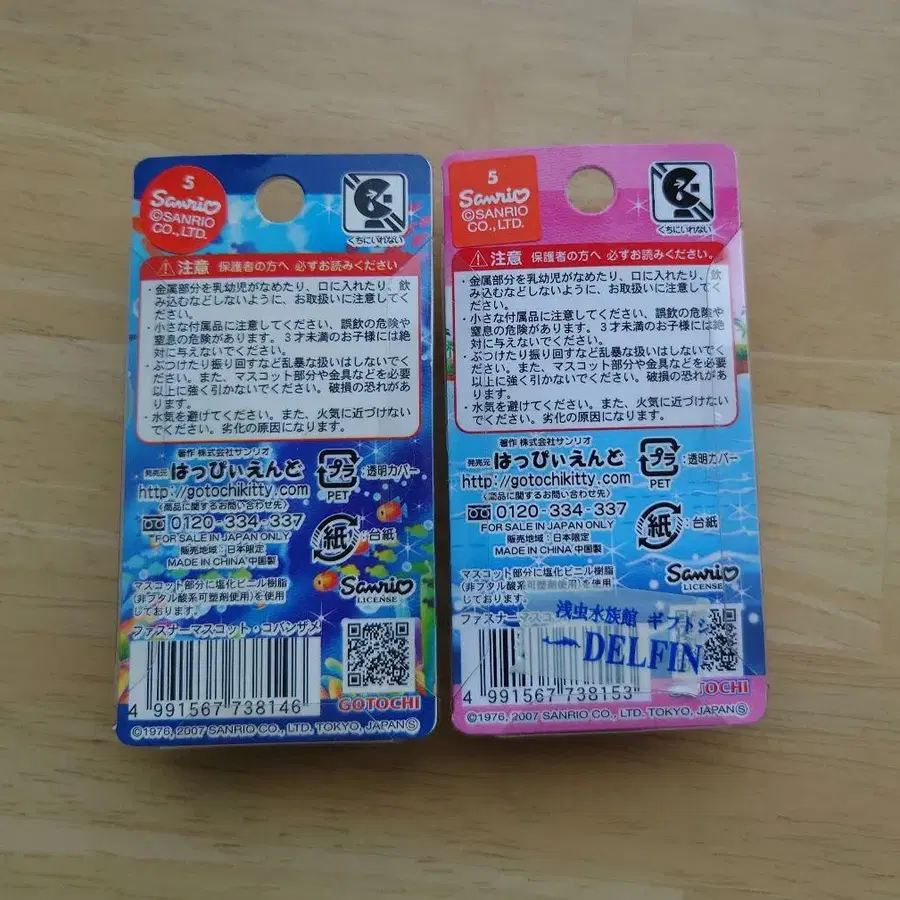 5
Sanrio
©SANRIO
CO., LTD.
くちにいれない
注意 保護者の方へ 必ずお読みください
・金属部分を乳幼児がなめたり、口に入れたり、飲
み込むなどしないように、お取扱いに注意してく
ださい。
・小さな付属品に注意してください、誤飲の危険や
窒息の危険があります。3才未満のお子様には絶
対に与えないでください。
・ぶつけたり振り回すなど乱暴な扱いはしないでく
ださい。また、マスコット部分や金具などを必要
以上に強く引かないでください。破損の恐れがあ
ります。
・水気を避けてください。また、火気に近づけない
でください。劣化の原因になります。
著作 株式会社サンリオ
発売元 はっぴぃえんど
http://gotochikitty.com
〈商品に関するお問い合わせ先〉
0120-334-337
FOR SALE IN JAPAN ONLY
販売地域：日本限定
MADE IN CHINA 中国製
プラ
：透明カバー
PET
紙
：台紙
マスコット部分に塩化ビニル樹脂
(非フタル酸系可塑剤使用)を使用
しております。
Sanrio
LICENSE
ファスナーマスコット・コバンザメ
4 991567 738146
GOTOCHI
©1976, 2007 SANRIO CO., LTD. TOKYO, JAPAN Ⓢ
5
Sanrio
©SANRIO
CO., LTD.
くちにいれない
注意 保護者の方へ 必ずお読みください。
・金属部分を乳幼児がなめたり、口に入れたり、飲
み込むなどしないように、お取扱いに注意してく
ださい。
・小さな付属品に注意してください、誤飲の危険や
窒息の危険があります。3才未満のお子様には絶
対に与えないでください。
・ぶつけたり振り回すなど乱暴な扱いはしないでく
ださい。また、マスコット部分や金具などを必要
以上に強く引かないでください。破損の恐れがあ
ります。
・水気を避けてください。また、火気に近づけない
でください。劣化の原因になります。
著作 株式会社サンリオ
発売元 はっぴぃえんど
http://gotochikitty.com
〈商品に関するお問い合わせ先〉
0120-334-337
FOR SALE IN JAPAN ONLY
販売地域：日本限定
MADE IN CHINA 中国製
プラ
：透明カバー
PET
紙
：台紙
マスコット部分に塩化ビニル樹脂
(非フタル酸系可塑剤使用)を使用
しております。
Sanrio
LICENSE
ファスナーマスコ
浅虫水族館 ギフトシ
DELFIN
4 991567 738153
TOCHI
©1976, 2007 SANRIO CO., LTD. TOKYO, JAPAN Ⓢ